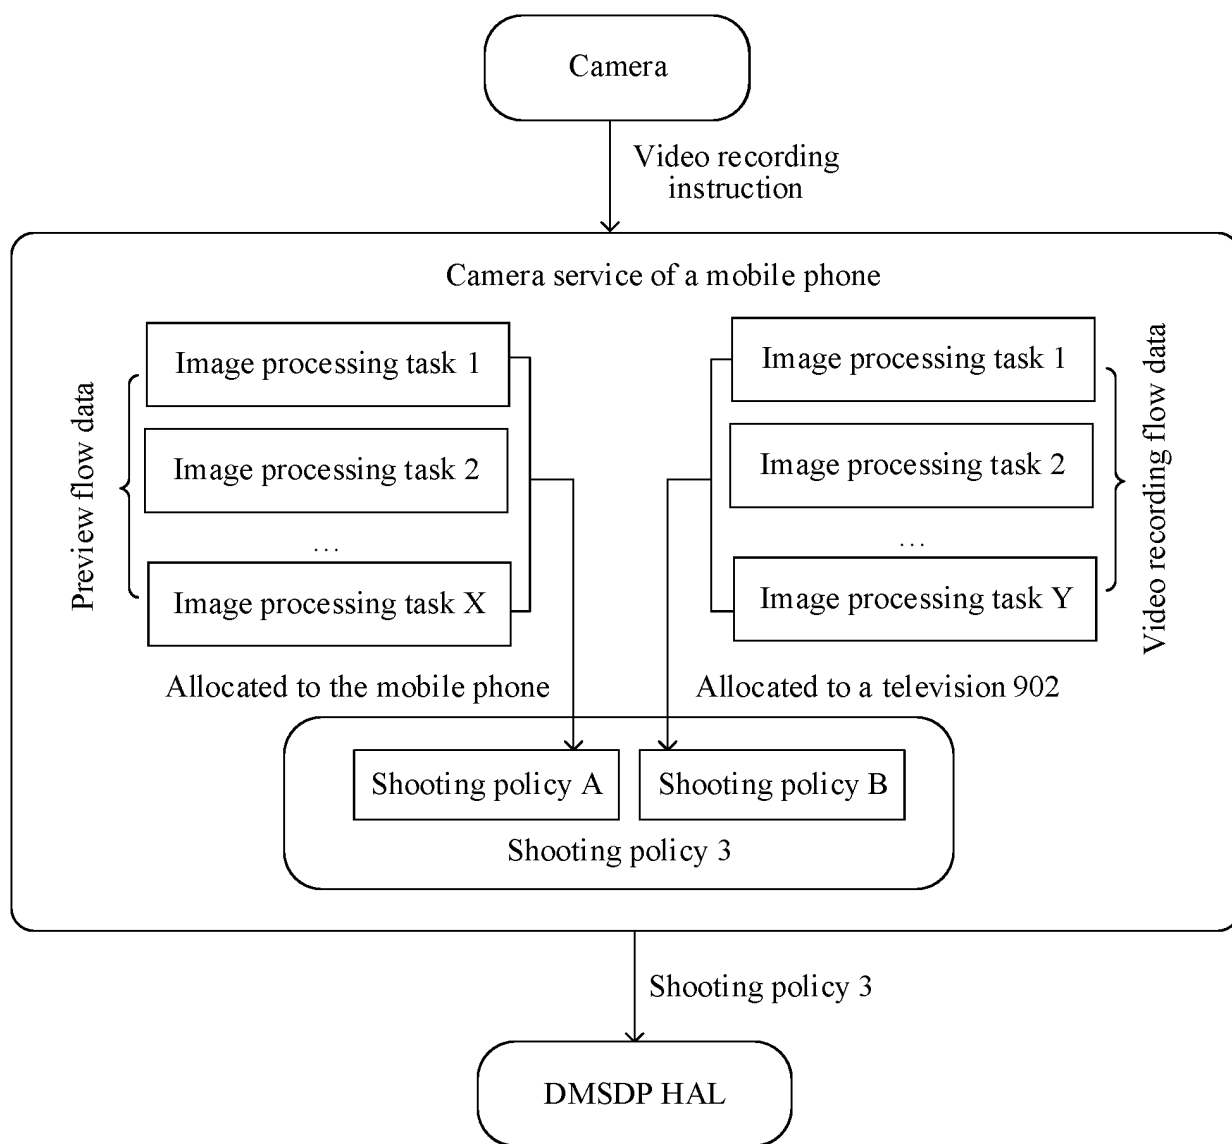 Camera
Video recording
instruction
Camera service of a mobile phone
Preview flow data
Image processing task 1
Image processing task 2
...
Image processing task X
Image processing task 1
Image processing task 2
...
Image processing task Y
Video recording flow data
Allocated to the mobile phone
Allocated to a television 902
Shooting policy A
Shooting policy B
Shooting policy 3
Shooting policy 3
DMSDP HAL